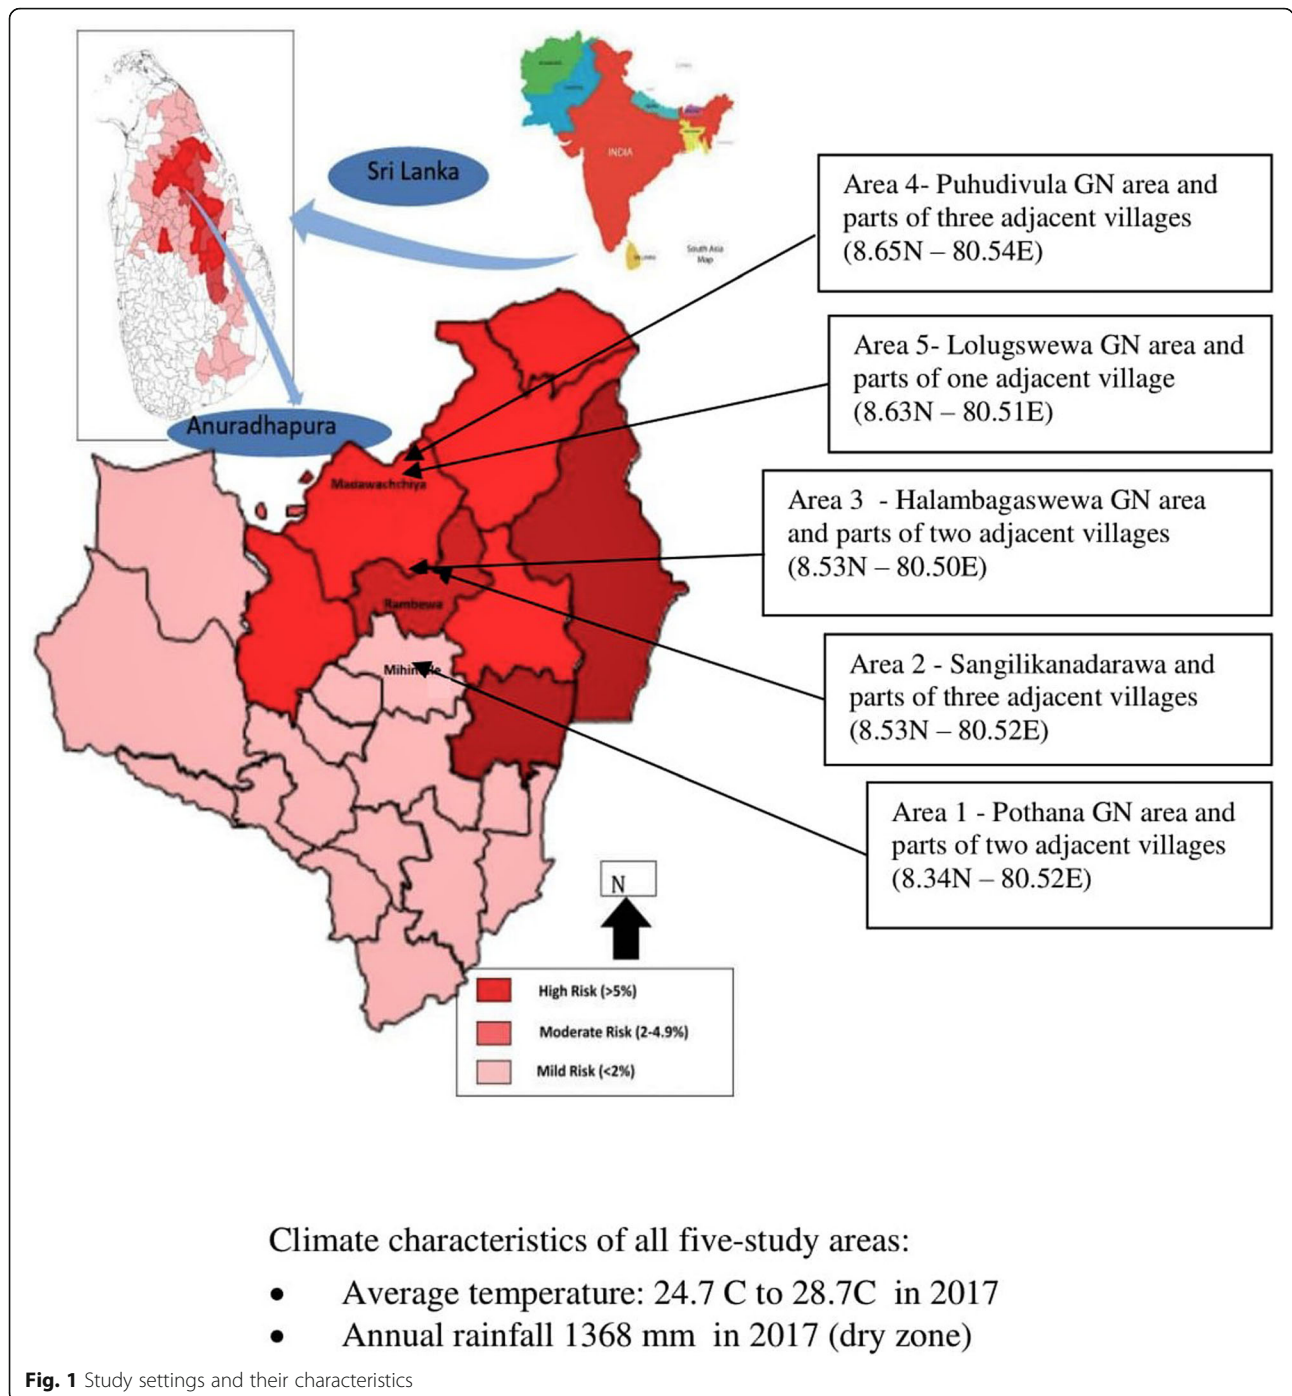 Sri Lanka
INDIA
South Asia
Map
Anuradhapura
Area 4- Puhudivula GN area and
parts of three adjacent villages
(8.65N – 80.54E)
Area 5- Lolugswewa GN area and
parts of one adjacent village
(8.63N – 80.51E)
Area 3 - Halambagaswewa GN area
and parts of two adjacent villages
(8.53N – 80.50E)
Area 2 - Sangilikanadarawa and
parts of three adjacent villages
(8.53N – 80.52E)
Area 1 - Pothana GN area and
parts of two adjacent villages
(8.34N – 80.52E)
Madawachchiya
Rambewa
N
High Risk (>5%)
Moderate Risk (2-4.9%)
Mild Risk (<2%)
Climate characteristics of all five-study areas:
• Average temperature: 24.7 C to 28.7C in 2017
• Annual rainfall 1368 mm in 2017 (dry zone)
Fig. 1 Study settings and their characteristics